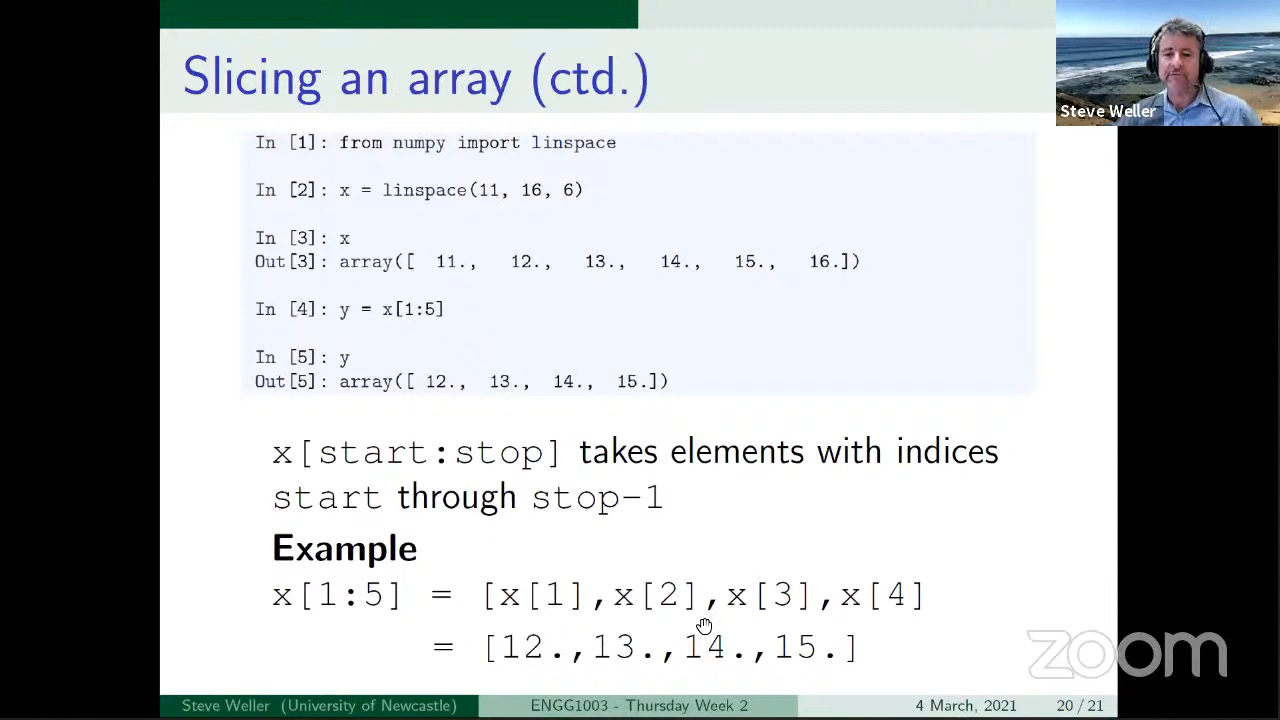 Slicing an array (ctd.)
Steve Weller
In [1]: from numpy import linspace
In [2]: x = linspace(11, 16, 6)
In [3]: x
Out[3]: array([ 11., 12., 13., 14., 15., 16.])
In [4]: y = x[1:5]
In [5]: y
Out[5]: array([ 12., 13., 14., 15.])
x[start:stop] takes elements with indices
start through stop-1
Example
x[1:5] = [x[1],x[2],x[3],x[4]
= [12.,13.,14.,15.]
zoom
Steve Weller (University of Newcastle) ENGG1003 - Thursday Week 2 4 March, 2021 20 / 21